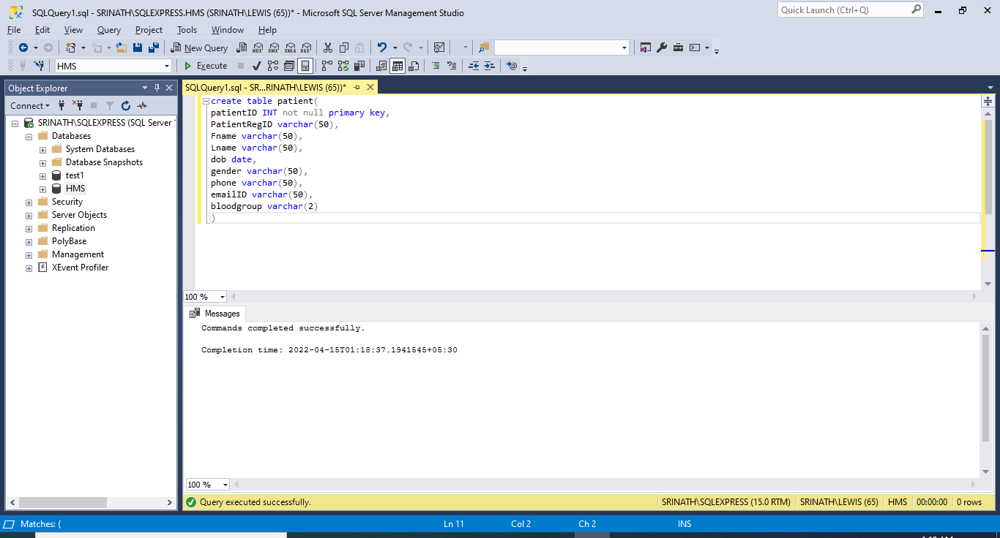 SQLQuery1.sql - SRINATH\SQLEXPRESS.HMS (SRINATH\LEWIS (65))* - Microsoft SQL Server Management Studio
Quick Launch (Ctrl+Q)
File Edit View Query Project Tools Window Help
New Query MDX DMX XMLA DAX
HMS Execute
Object Explorer
SQLQuery1.sql - SR...RINATH\LEWIS (65))*
Connect
SRINATH\SQLEXPRESS (SQL Server
Databases
System Databases
Database Snapshots
test1
HMS
Security
Server Objects
Replication
PolyBase
Management
XEvent Profiler
create table patient(
patientID INT not null primary key,
PatientRegID varchar(50),
Fname varchar(50),
Lname varchar(50),
dob date,
gender varchar(50),
phone varchar(50),
emailID varchar(50),
bloodgroup varchar(2)
)
100 %
Messages
Commands completed successfully.
Completion time: 2022-04-15T01:18:37.1941545+05:30
100 %
Query executed successfully. SRINATH\SQLEXPRESS (15.0 RTM) SRINATH\LEWIS (65) HMS 00:00:00 0 rows
Matches: ( Ln 11 Col 2 Ch 2 INS